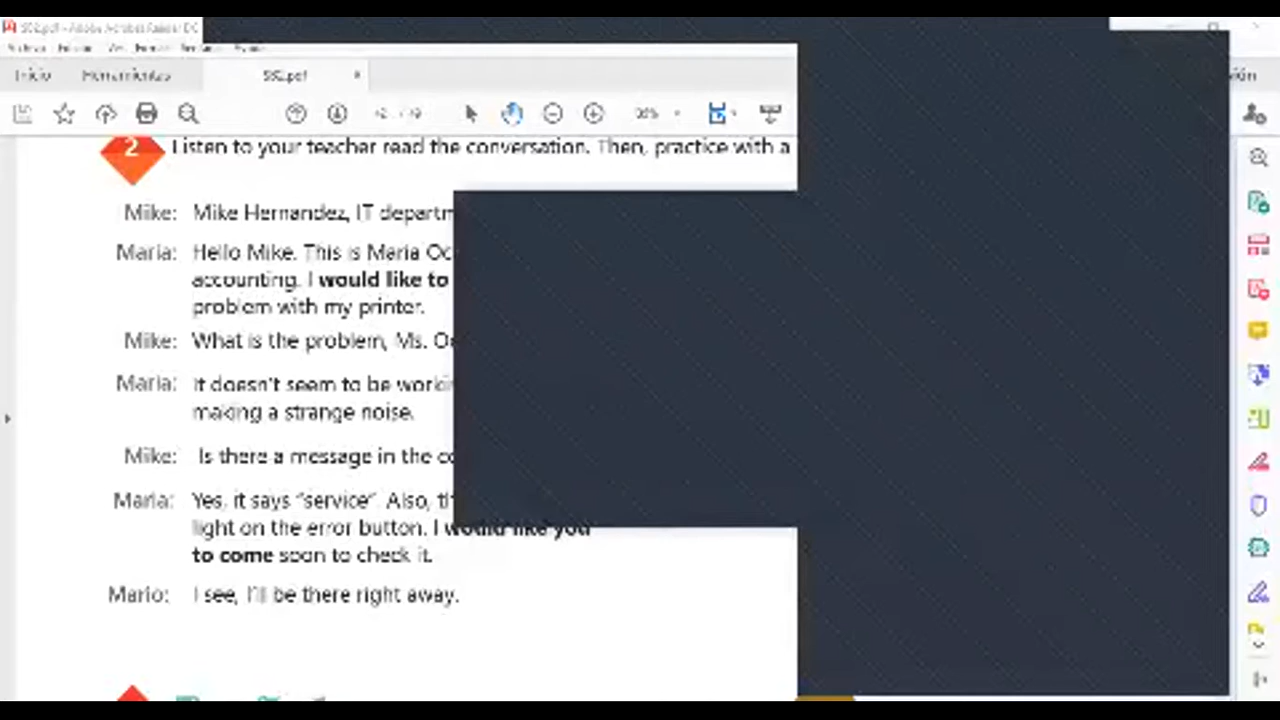 Inicio Herramientas SS2.pdf
2 Listen to your teacher read the conversation. Then, practice with a
Mike: Mike Hernandez, IT departm
Maria: Hello Mike. This is Maria Oc
accounting. I would like to
problem with my printer.
Mike: What is the problem, Ms. Oc
Maria: It doesn't seem to be workin
making a strange noise.
Mike: Is there a message in the co
Maria: Yes, it says "service". Also, th
light on the error button. I would like you
to come soon to check it.
Mario: I see, I'll be there right away.